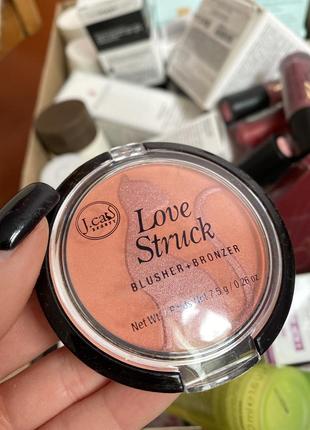 J.cat
BEAUTY
Love
Struck
BLUSHER + BRONZER
Net Wt. 7.5 g / 0.26 oz